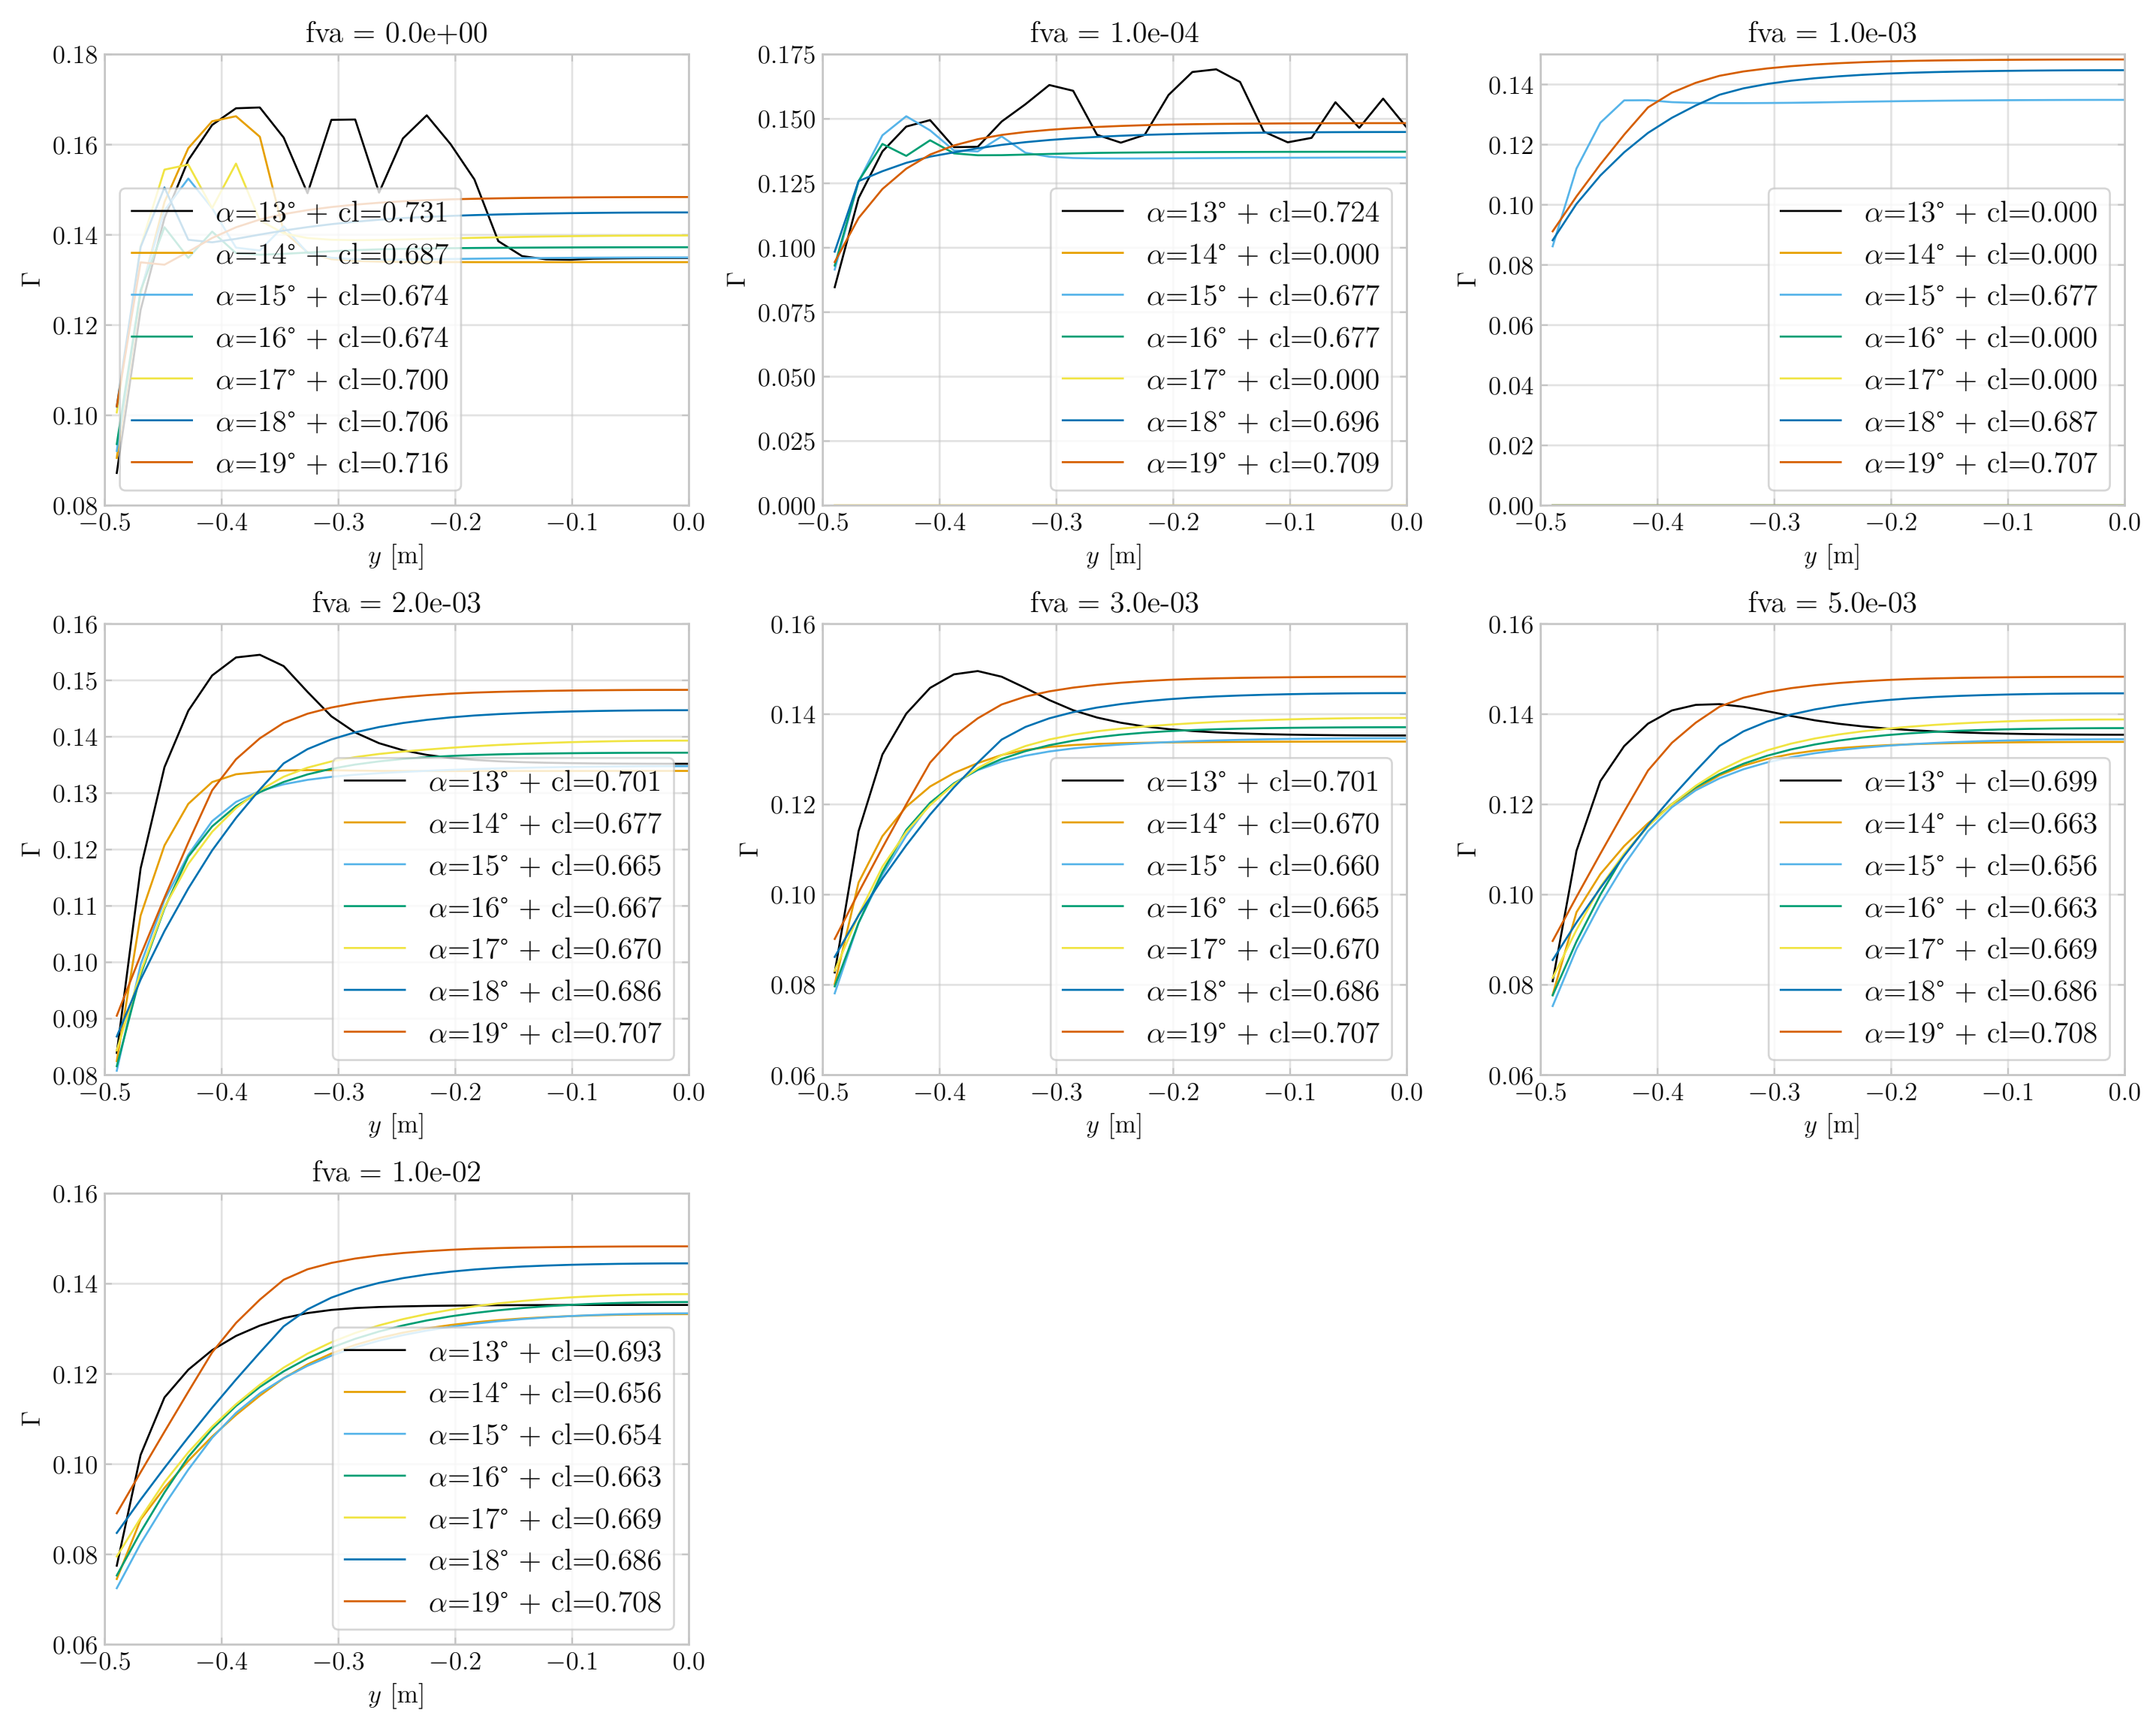 fva = 0.0e+00
0.18
0.16
0.14
0.12
0.10
0.08
Γ
α=13° + cl=0.731
α=14° + cl=0.687
α=15° + cl=0.674
α=16° + cl=0.674
α=17° + cl=0.700
α=18° + cl=0.706
α=19° + cl=0.716
−0.5 −0.4 −0.3 −0.2 −0.1 0.0
y [m]
fva = 1.0e-04
0.175
0.150
0.125
0.100
0.075
0.050
0.025
0.000
Γ
α=13° + cl=0.724
α=14° + cl=0.000
α=15° + cl=0.677
α=16° + cl=0.677
α=17° + cl=0.000
α=18° + cl=0.696
α=19° + cl=0.709
−0.5 −0.4 −0.3 −0.2 −0.1 0.0
y [m]
fva = 1.0e-03
0.14
0.12
0.10
0.08
0.06
0.04
0.02
0.00
Γ
α=13° + cl=0.000
α=14° + cl=0.000
α=15° + cl=0.677
α=16° + cl=0.000
α=17° + cl=0.000
α=18° + cl=0.687
α=19° + cl=0.707
−0.5 −0.4 −0.3 −0.2 −0.1 0.0
y [m]
fva = 2.0e-03
0.16
0.15
0.14
0.13
0.12
0.11
0.10
0.09
0.08
Γ
α=13° + cl=0.701
α=14° + cl=0.677
α=15° + cl=0.665
α=16° + cl=0.667
α=17° + cl=0.670
α=18° + cl=0.686
α=19° + cl=0.707
−0.5 −0.4 −0.3 −0.2 −0.1 0.0
y [m]
fva = 3.0e-03
0.16
0.14
0.12
0.10
0.08
0.06
Γ
α=13° + cl=0.701
α=14° + cl=0.670
α=15° + cl=0.660
α=16° + cl=0.665
α=17° + cl=0.670
α=18° + cl=0.686
α=19° + cl=0.707
−0.5 −0.4 −0.3 −0.2 −0.1 0.0
y [m]
fva = 5.0e-03
0.16
0.14
0.12
0.10
0.08
0.06
Γ
α=13° + cl=0.699
α=14° + cl=0.663
α=15° + cl=0.656
α=16° + cl=0.663
α=17° + cl=0.669
α=18° + cl=0.686
α=19° + cl=0.708
−0.5 −0.4 −0.3 −0.2 −0.1 0.0
y [m]
fva = 1.0e-02
0.16
0.14
0.12
0.10
0.08
0.06
Γ
α=13° + cl=0.693
α=14° + cl=0.656
α=15° + cl=0.654
α=16° + cl=0.663
α=17° + cl=0.669
α=18° + cl=0.686
α=19° + cl=0.708
−0.5 −0.4 −0.3 −0.2 −0.1 0.0
y [m]